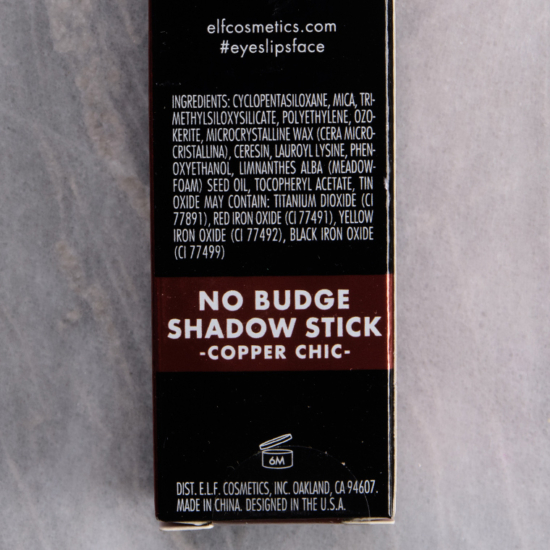 elfcosmetics.com
#eyeslipsface
INGREDIENTS: CYCLOPENTASILOXANE, MICA, TRI-
METHYLSILOXYSILICATE, POLYETHYLENE, OZO-
KERITE, MICROCRYSTALLINE WAX (CERA MICRO-
CRISTALLINA), CERESIN, LAUROYL LYSINE, PHEN-
OXYETHANOL, LIMNANTHES ALBA (MEADOW-
FOAM) SEED OIL, TOCOPHERYL ACETATE, TIN
OXIDE MAY CONTAIN: TITANIUM DIOXIDE (CI
77891), RED IRON OXIDE (CI 77491), YELLOW
IRON OXIDE (CI 77492), BLACK IRON OXIDE
(CI 77499)
NO BUDGE
SHADOW STICK
-COPPER CHIC-
6M
DIST. E.L.F. COSMETICS, INC. OAKLAND, CA 94607.
MADE IN CHINA. DESIGNED IN THE U.S.A.